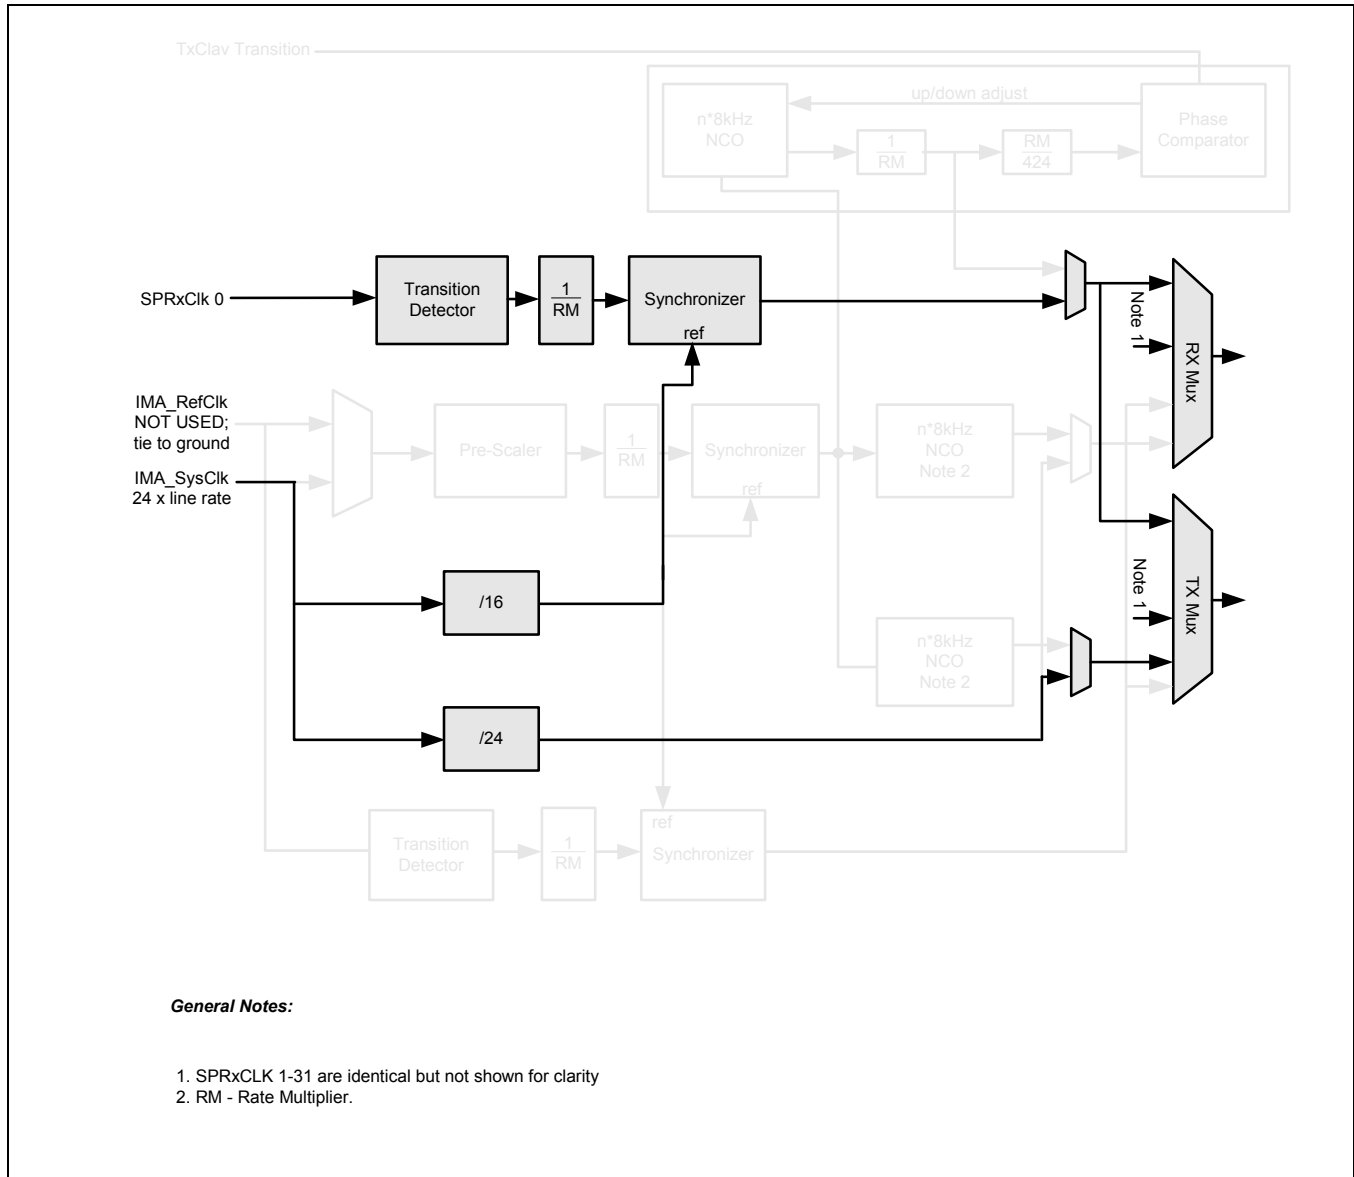 TxClav Transition
up/down adjust
n*8kHz
NCO
1
RM
RM
424
Phase
Comparator
SPRxClk 0
Transition
Detector
1
RM
Synchronizer
ref
Note 1
RX Mux
IMA_RefClk
NOT USED;
tie to ground
IMA_SysClk
24 x line rate
Pre-Scaler
1
RM
Synchronizer
ref
n*8kHz
NCO
Note 2
/16
n*8kHz
NCO
Note 2
Note 1
TX Mux
/24
Transition
Detector
1
RM
ref
Synchronizer
General Notes:
1. SPRxCLK 1-31 are identical but not shown for clarity
2. RM - Rate Multiplier.